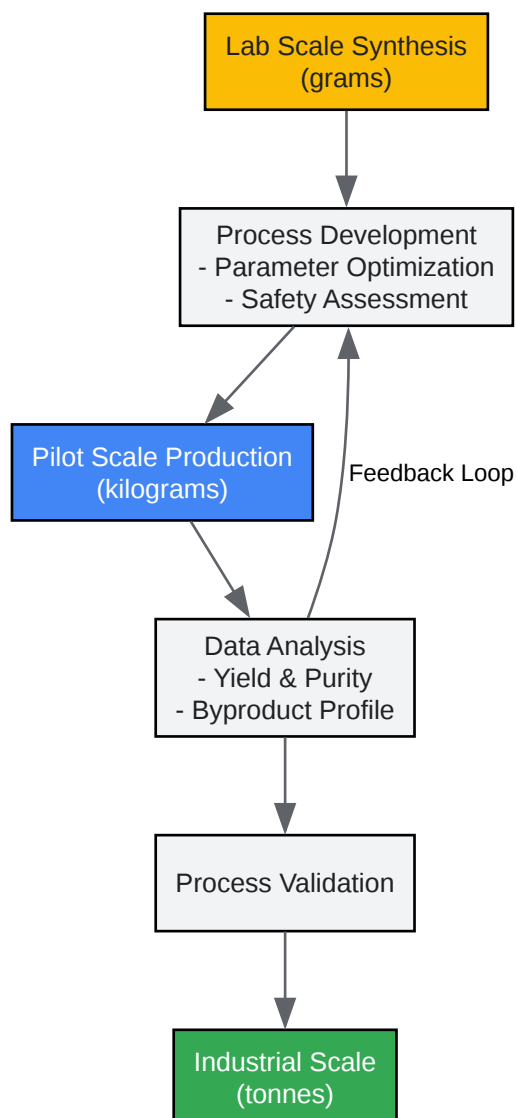 Lab Scale Synthesis
(grams)
Process Development
- Parameter Optimization
- Safety Assessment
Pilot Scale Production
(kilograms)
Feedback Loop
Data Analysis
- Yield & Purity
- Byproduct Profile
Process Validation
Industrial Scale
(tonnes)